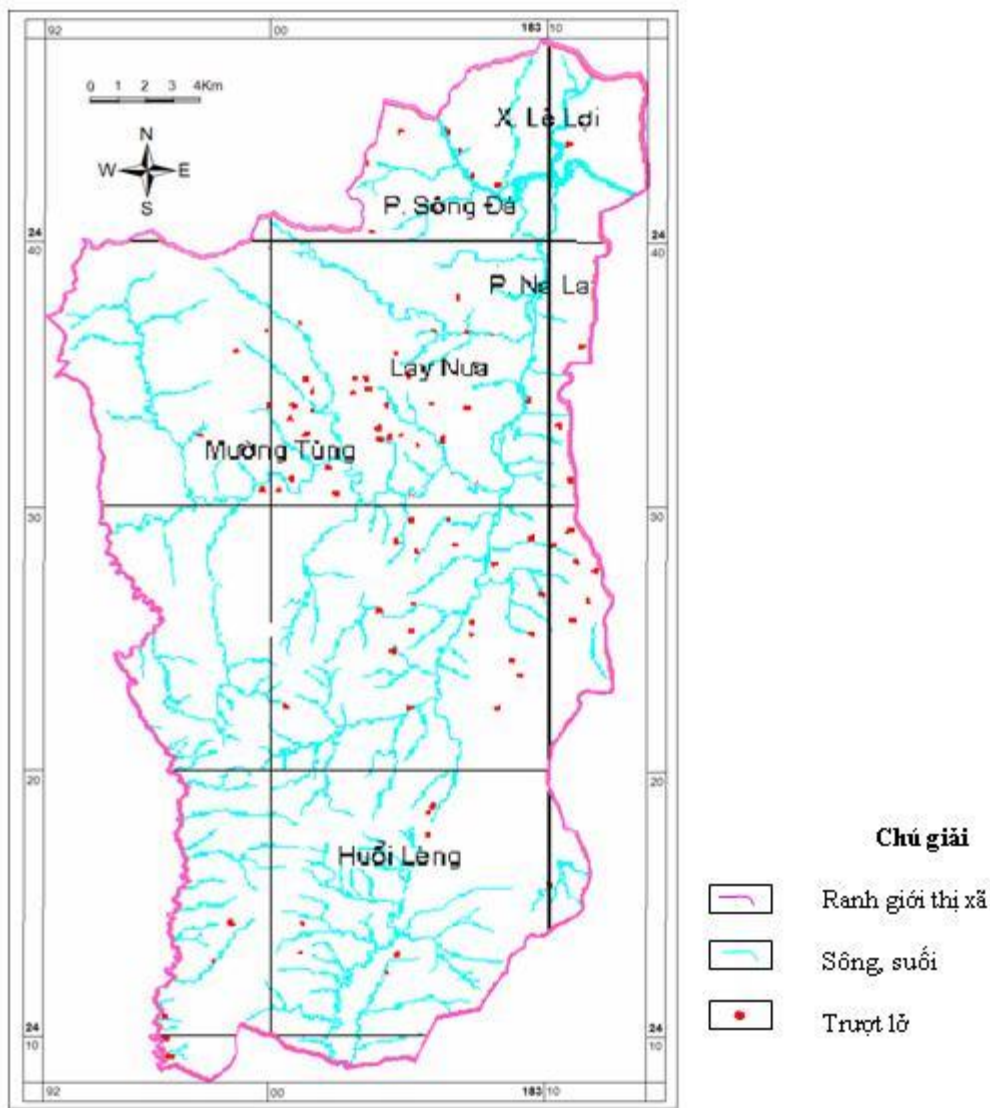 92 00 183 10
0 1 2 3 4Km
N
W E
S
X. Lê Lợi
P. Sông Đà
24 24
40 40
P. Na La
Lay Nưa
Mường Tùng
30 30
20 20
Huổi Lèng
24 24
10 10
92 00 183 10
Chú giải
Ranh giới thị xã
Sông, suối
Trượt lở